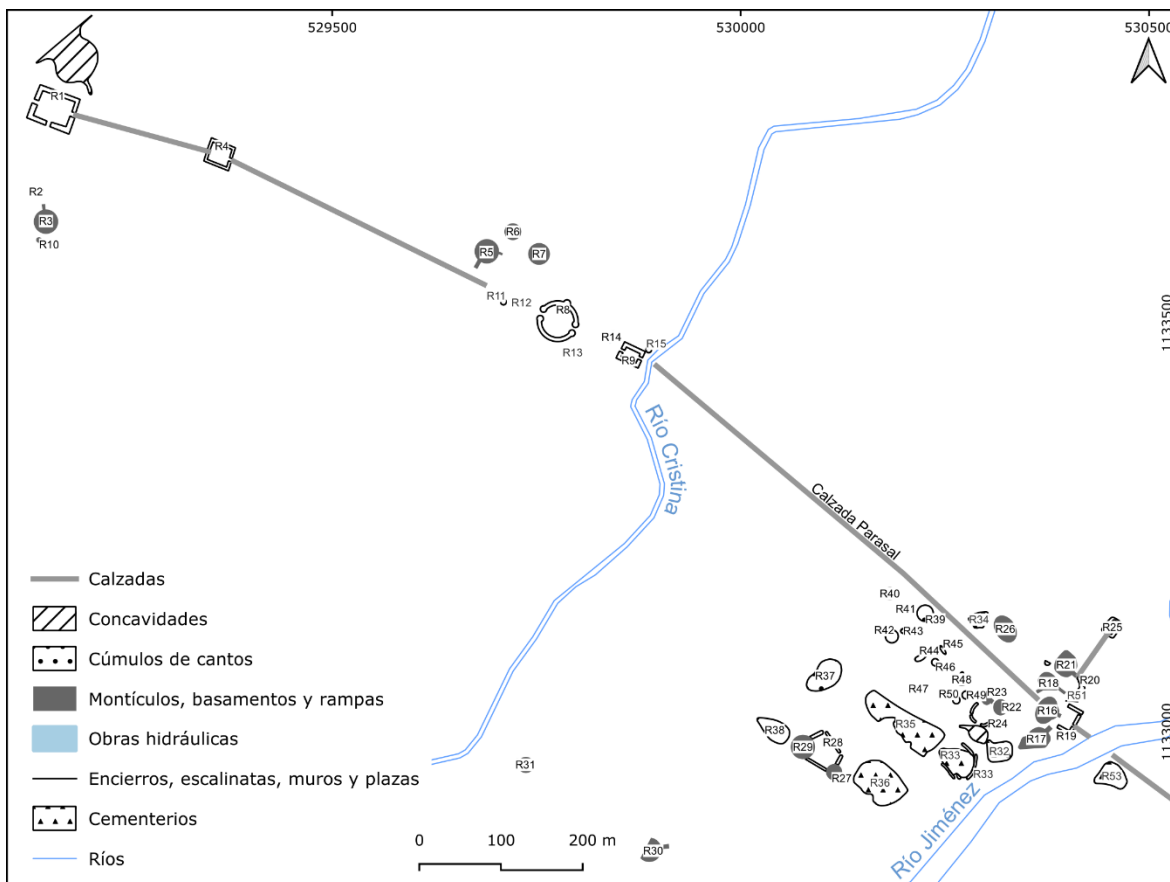 529500
530000
530500
R1
R4
R2
R3
R10
R6
R5
R7
R11
R12
R8
1133500
R14
R15
R9
R13
Río Cristina
Calzada Parasal
R40
R41
R39
R34
R26
R25
R42
R43
R45
R44
R46
R21
R37
R48
R18
R20
R47
R50
R49
R23
R51
R22
R16
R38
R35
R24
R19
R17
1133000
R29
R28
R33
R32
R31
R27
R36
R33
R53
Río Jiménez
R30
Calzadas
Concavidades
Cúmulos de cantos
Montículos, basamentos y rampas
Obras hidráulicas
Encierros, escalinatas, muros y plazas
Cementerios
Ríos
0 100 200 m